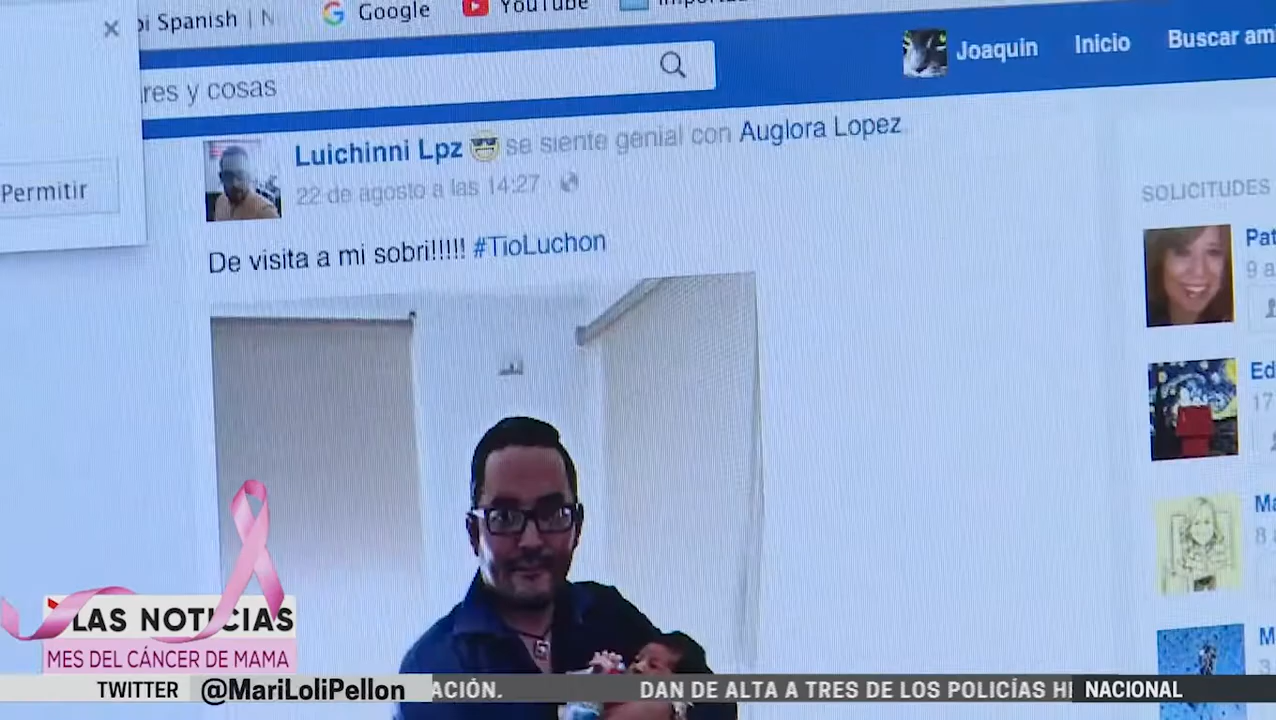 Spanish
Google
YouTube
Joaquin
Inicio
Buscar
res y cosas
Permitir
Luichinni Lpz se siente genial con Auglora Lopez
22 de agosto a las 14:27
De visita a mi sobri!!!!! #TioLuchon
SOLICITUDES
LAS NOTICIAS
MES DEL CÁNCER DE MAMA
TWITTER @MariLoliPellon ACIÓN. DAN DE ALTA A TRES DE LOS POLICÍAS NACIONAL